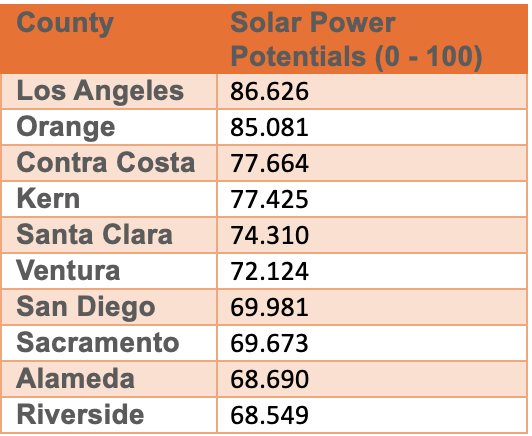 County Solar Power
Potentials (0 - 100)
Los Angeles 86.626
Orange 85.081
Contra Costa 77.664
Kern 77.425
Santa Clara 74.310
Ventura 72.124
San Diego 69.981
Sacramento 69.673
Alameda 68.690
Riverside 68.549